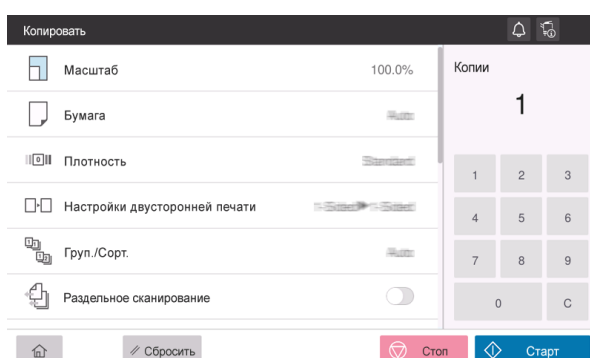 Копировать
Масштаб 100.0%
Бумага
Плотность
Настройки двусторонней печати
Груп./Сорт.
Раздельное сканирование
Копии
1
1 2 3
4 5 6
7 8 9
0 C
Сбросить
Стоп
Старт